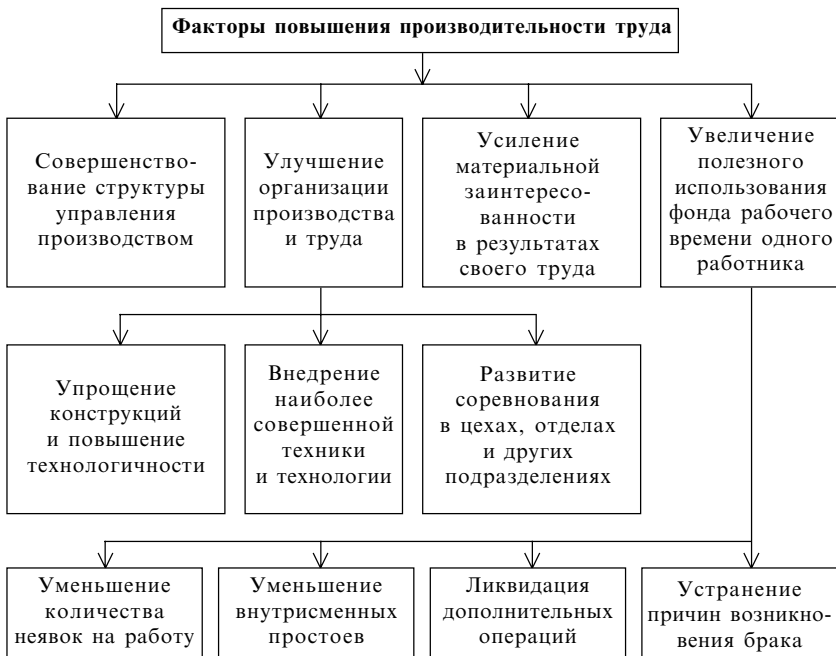 Факторы повышения производительности труда
Совершенство-
вание структуры
управления
производством
Улучшение
организации
производства
и труда
Усиление
материальной
заинтересо-
ванности
в результатах
своего труда
Увеличение
полезного
использования
фонда рабочего
времени одного
работника
Упрощение
конструкций
и повышение
технологичности
Внедрение
наиболее
совершенной
техники
и технологии
Развитие
соревнования
в цехах, отделах
и других
подразделениях
Уменьшение
количества
неявок на работу
Уменьшение
внутрисменных
простоев
Ликвидация
дополнительных
операций
Устранение
причин возникно-
вения брака